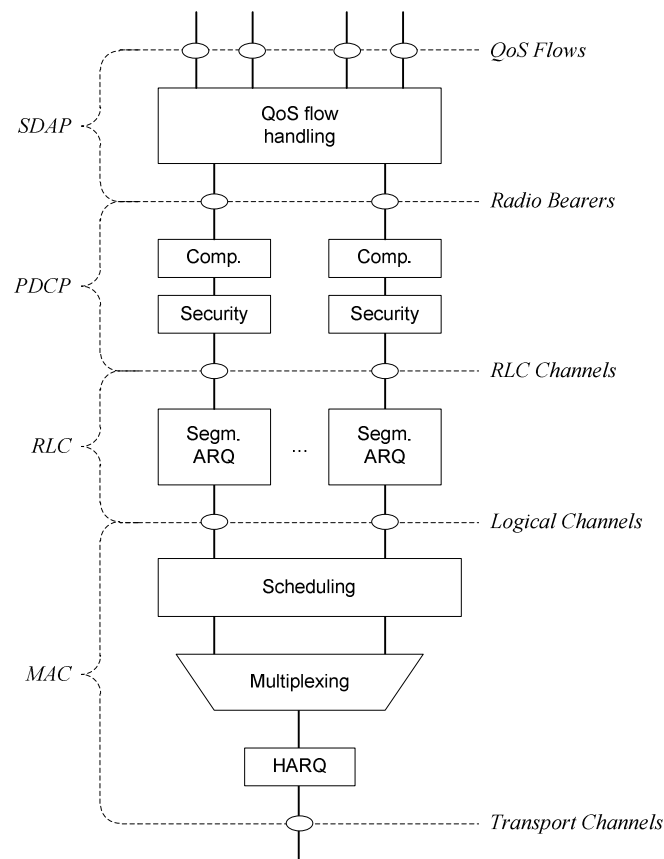 QoS Flows
QoS flow
handling
SDAP
Radio Bearers
Comp.
Comp.
PDCP
Security
Security
RLC Channels
Segm.
ARQ
...
Segm.
ARQ
RLC
Logical Channels
Scheduling
MAC
Multiplexing
HARQ
Transport Channels